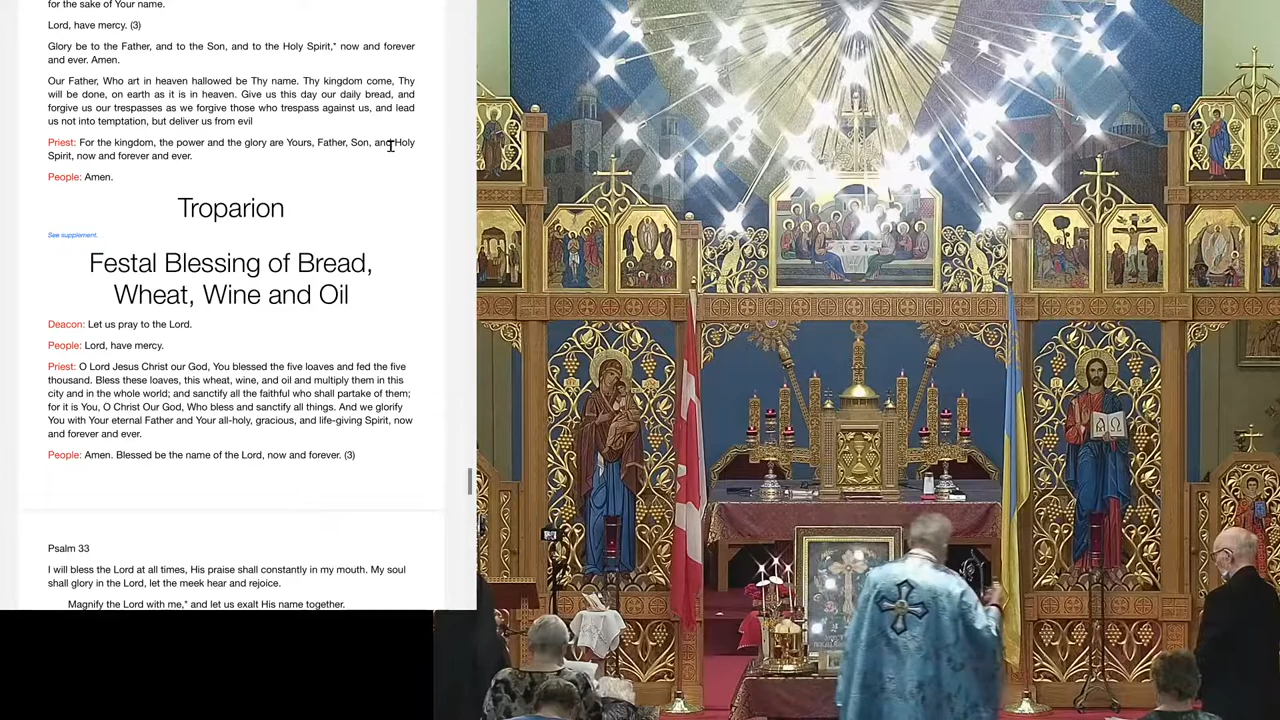 for the sake of Your name.
Lord, have mercy. (3)
Glory be to the Father, and to the Son, and to the Holy Spirit,* now and forever
and ever. Amen.
Our Father, Who art in heaven hallowed be Thy name. Thy kingdom come, Thy
will be done, on earth as it is in heaven. Give us this day our daily bread, and
forgive us our trespasses as we forgive those who trespass against us, and lead
us not into temptation, but deliver us from evil
Priest: For the kingdom, the power and the glory are Yours, Father, Son, and Holy
Spirit, now and forever and ever.
People: Amen.
Troparion
See supplement.
Festal Blessing of Bread,
Wheat, Wine and Oil
Deacon: Let us pray to the Lord.
People: Lord, have mercy.
Priest: O Lord Jesus Christ our God, You blessed the five loaves and fed the five
thousand. Bless these loaves, this wheat, wine, and oil and multiply them in this
city and in the whole world; and sanctify all the faithful who shall partake of them;
for it is You, O Christ Our God, Who bless and sanctify all things. And we glorify
You with Your eternal Father and Your all-holy, gracious, and life-giving Spirit, now
and forever and ever.
People: Amen. Blessed be the name of the Lord, now and forever. (3)
Psalm 33
I will bless the Lord at all times, His praise shall constantly in my mouth. My soul
shall glory in the Lord, let the meek hear and rejoice.
Magnify the Lord with me,* and let us exalt His name together.
Α Ω